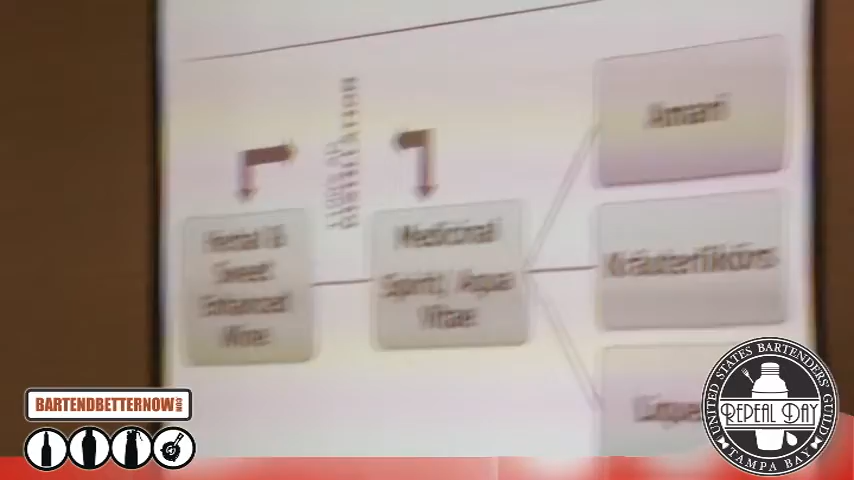 Amari
Herbal &
Sweet
Enhanced
Wine
Medicinal
Spirit, Aqua
Vitae
Kräuterlikörs
BARTENDBETTERNOW.COM
UNITED STATES BARTENDERS' GUILD
REPEAL DAY
TAMPA BAY